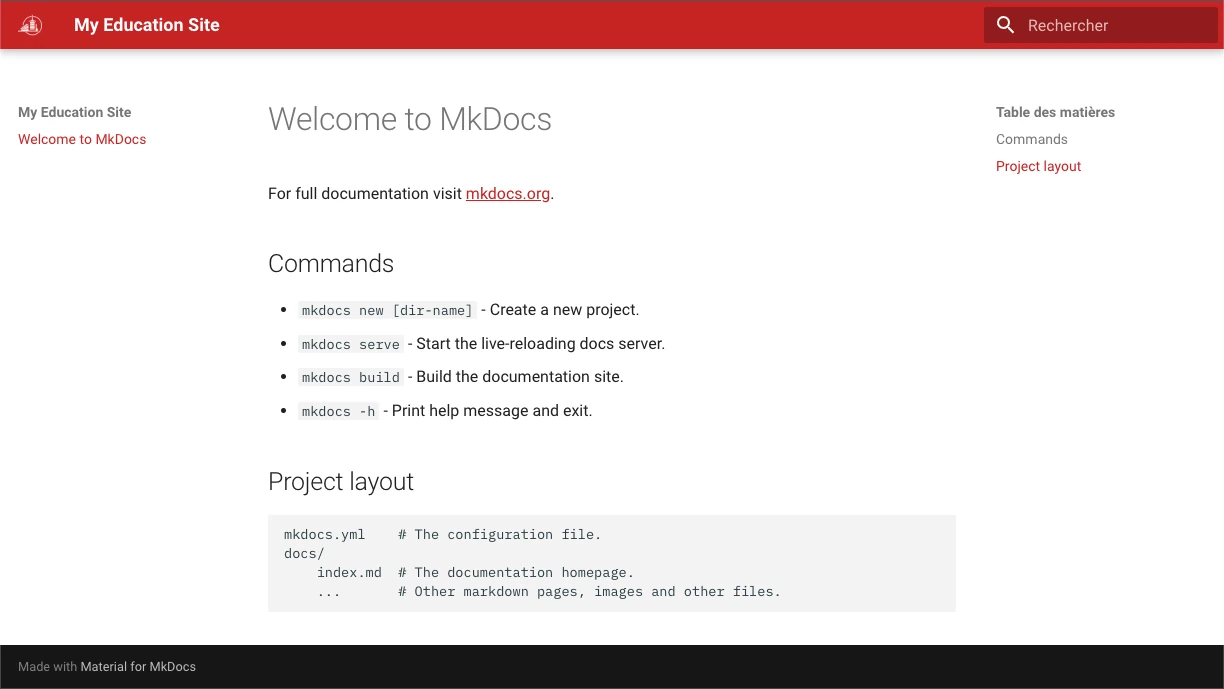 My Education Site
Rechercher
My Education Site
Welcome to MkDocs
Welcome to MkDocs
For full documentation visit mkdocs.org.
Commands
mkdocs new [dir-name] - Create a new project.
mkdocs serve - Start the live-reloading docs server.
mkdocs build - Build the documentation site.
mkdocs -h - Print help message and exit.
Project layout
mkdocs.yml    # The configuration file.
docs/
    index.md  # The documentation homepage.
    ...       # Other markdown pages, images and other files.
Table des matières
Commands
Project layout
Made with Material for MkDocs